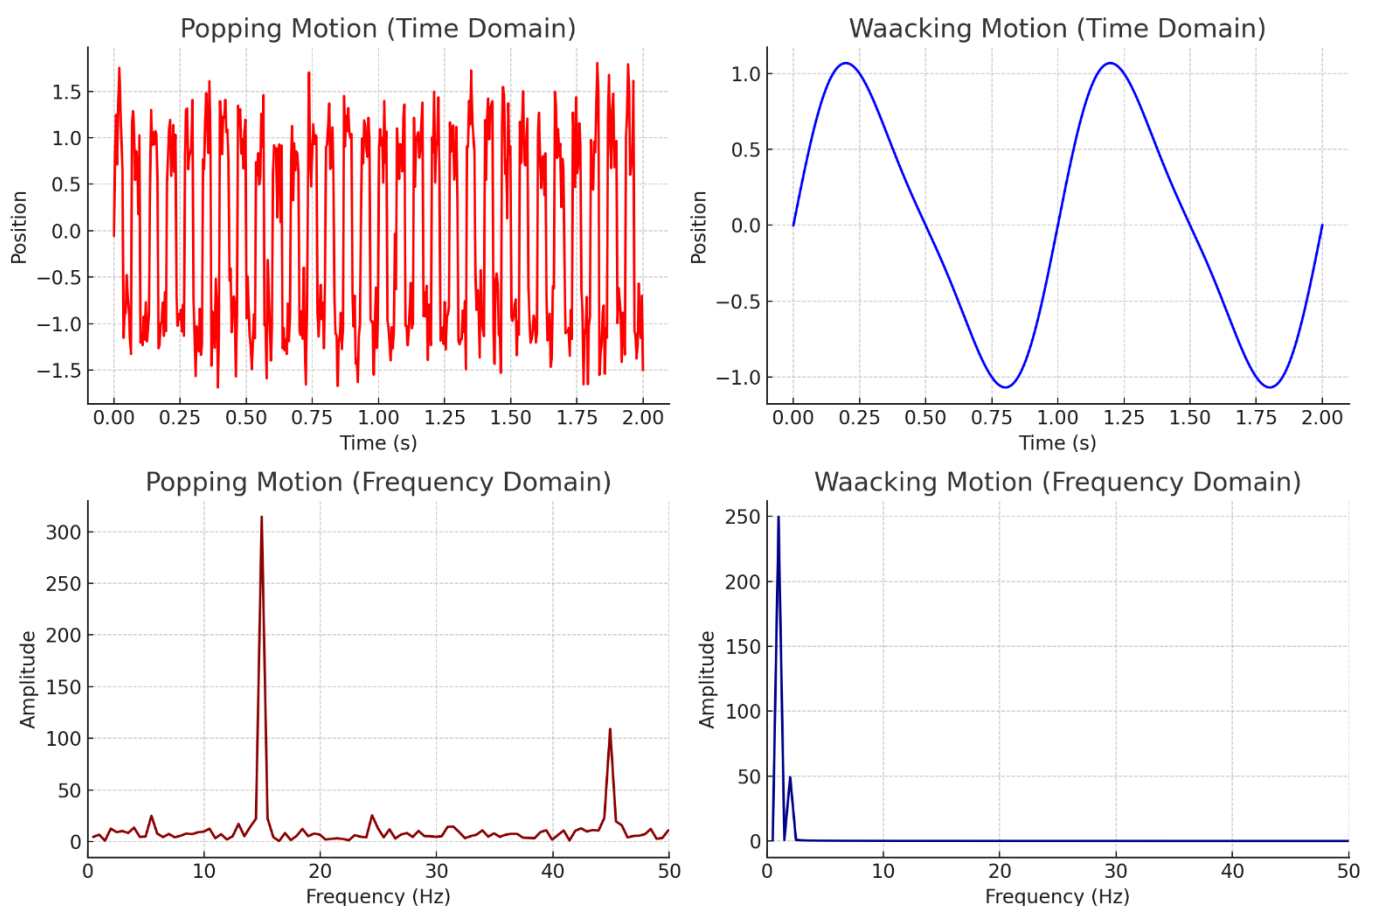 Popping Motion (Time Domain)
Position
1.5
1.0
0.5
0.0
−0.5
−1.0
−1.5
0.00 0.25 0.50 0.75 1.00 1.25 1.50 1.75 2.00
Time (s)
Waacking Motion (Time Domain)
Position
1.0
0.5
0.0
−0.5
−1.0
0.00 0.25 0.50 0.75 1.00 1.25 1.50 1.75 2.00
Time (s)
Popping Motion (Frequency Domain)
Amplitude
300
250
200
150
100
50
0
0 10 20 30 40 50
Frequency (Hz)
Waacking Motion (Frequency Domain)
Amplitude
250
200
150
100
50
0
0 10 20 30 40 50
Frequency (Hz)